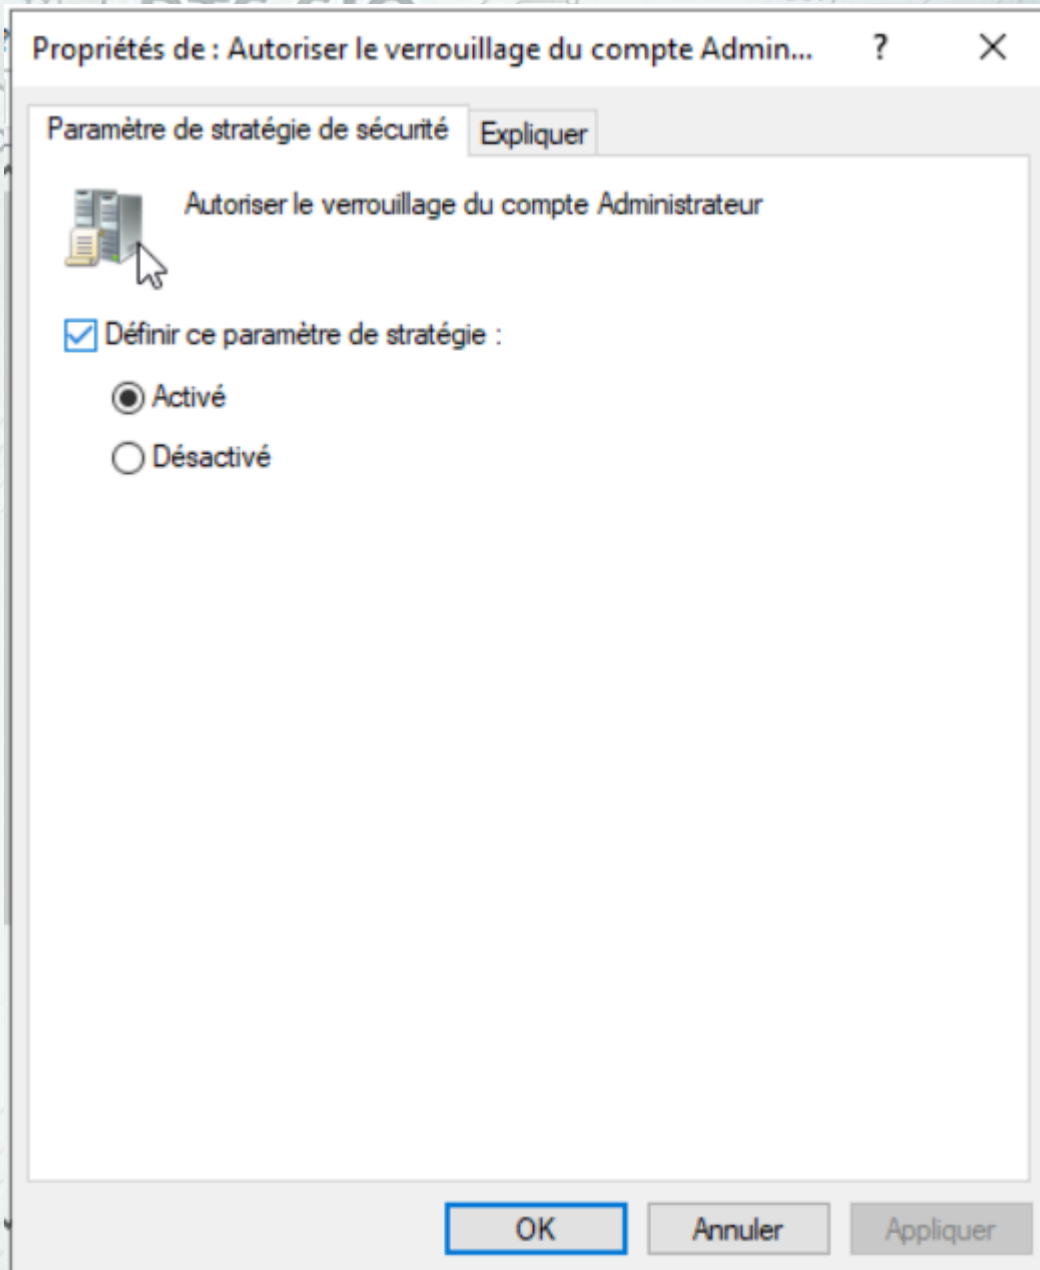 Propriétés de : Autoriser le verrouillage du compte Admin... ?
Paramètre de stratégie de sécurité Expliquer
Autoriser le verrouillage du compte Administrateur
Définir ce paramètre de stratégie :
Activé
Désactivé
OK Annuler Appliquer